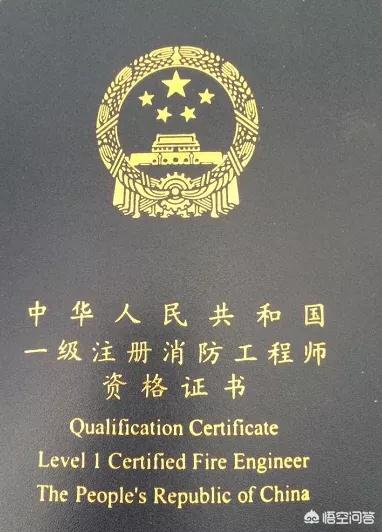 中华人民共和国
一级注册消防工程师
资格证书
Qualification Certificate
Level 1 Certified Fire Engineer
The People's Republic of China
悟空问答